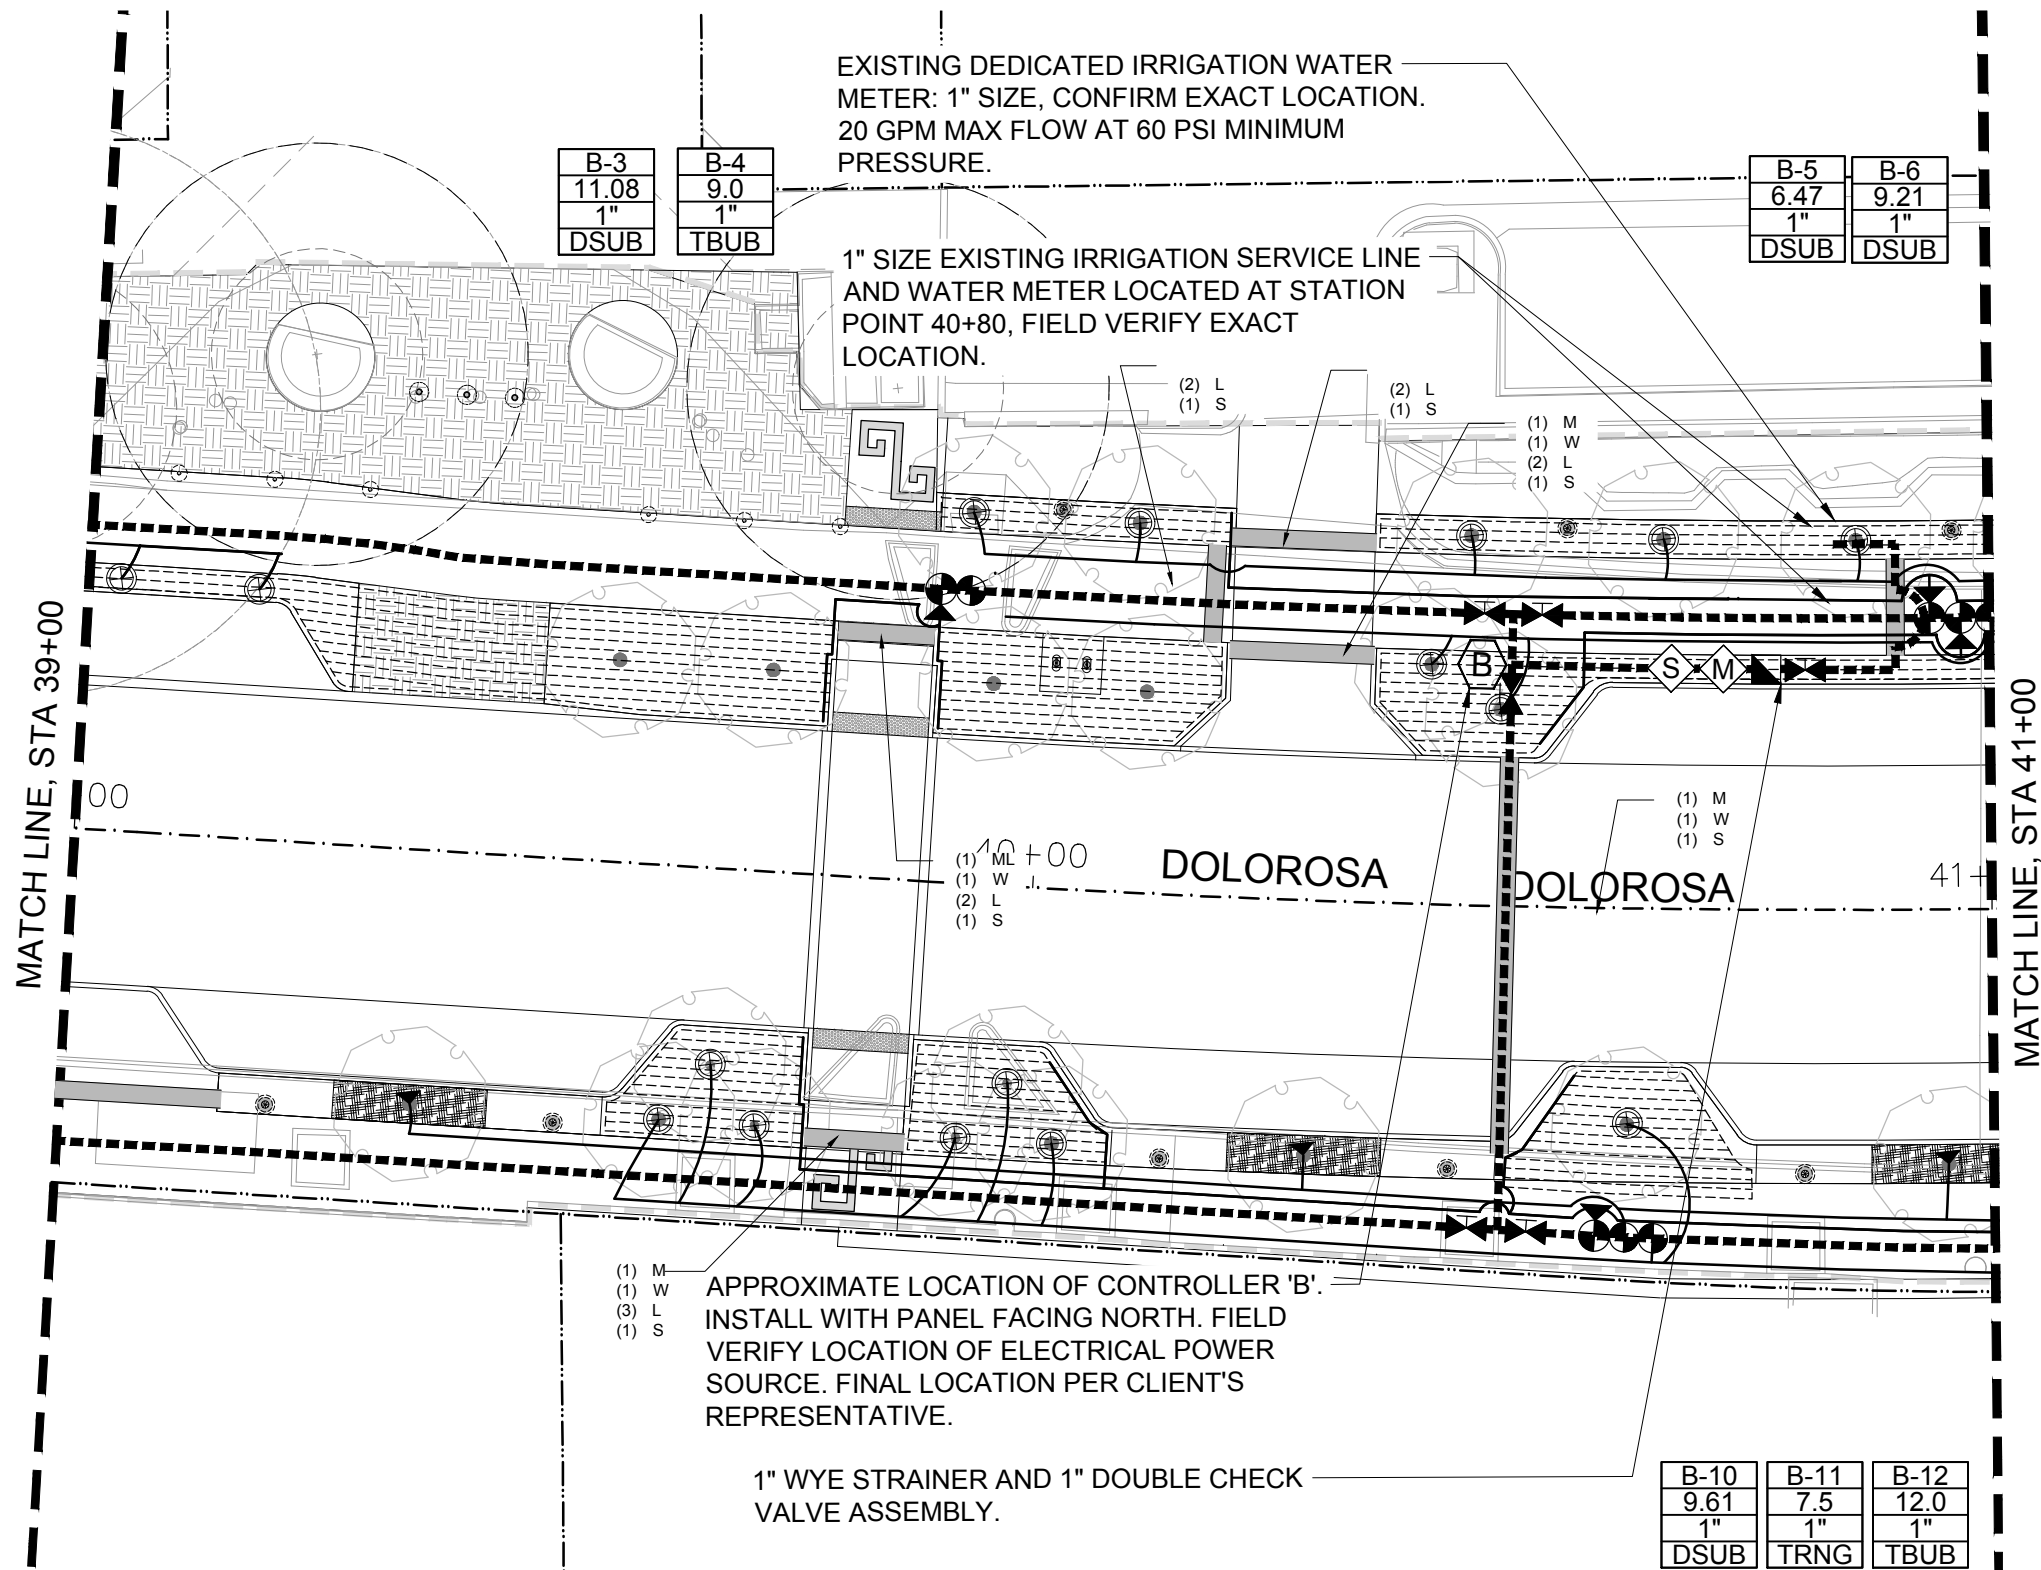 EXISTING DEDICATED IRRIGATION WATER
METER: 1" SIZE, CONFIRM EXACT LOCATION.
20 GPM MAX FLOW AT 60 PSI MINIMUM
PRESSURE.
B-3
11.08
1"
DSUB
B-4
9.0
1"
TBUB
B-5
6.47
1"
DSUB
B-6
9.21
1"
DSUB
1" SIZE EXISTING IRRIGATION SERVICE LINE
AND WATER METER LOCATED AT STATION
POINT 40+80, FIELD VERIFY EXACT
LOCATION.
(2) L
(1) S
(2) L
(1) S
(1) M
(1) W
(2) L
(1) S
B
S
M
MATCH LINE, STA 39+00
MATCH LINE, STA 41+00
00
40+00
41+
DOLOROSA
DOLOROSA
(1) ML
(1) W
(2) L
(1) S
(1) M
(1) W
(1) S
(1) M
(1) W
(3) L
(1) S
APPROXIMATE LOCATION OF CONTROLLER 'B'.
INSTALL WITH PANEL FACING NORTH. FIELD
VERIFY LOCATION OF ELECTRICAL POWER
SOURCE. FINAL LOCATION PER CLIENT'S
REPRESENTATIVE.
1" WYE STRAINER AND 1" DOUBLE CHECK
VALVE ASSEMBLY.
B-10
9.61
1"
DSUB
B-11
7.5
1"
TRNG
B-12
12.0
1"
TBUB